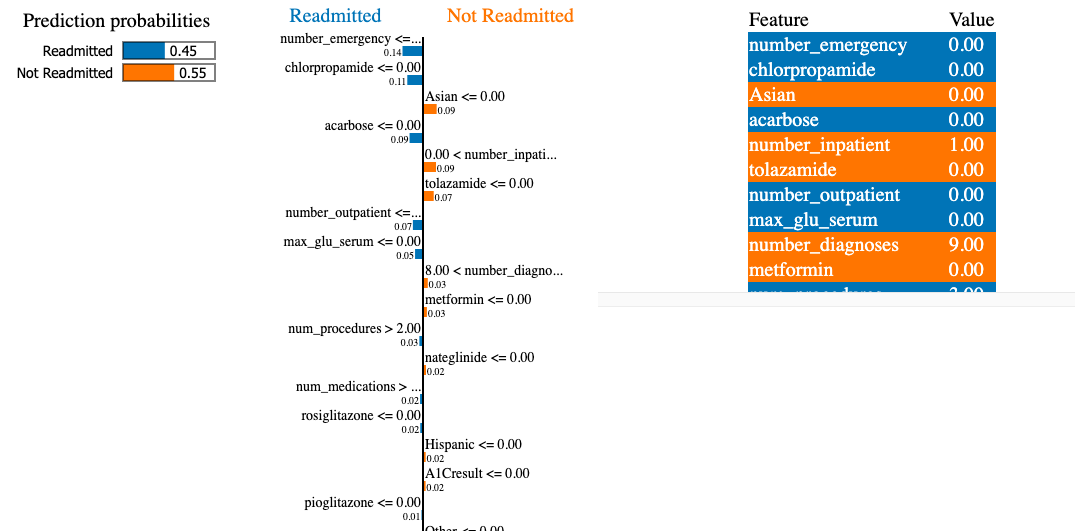 Prediction probabilities
Readmitted 0.45
Not Readmitted 0.55
Readmitted Not Readmitted
number_emergency <=...
0.14
chlorpropamide <= 0.00
0.11
Asian <= 0.00
0.09
acarbose <= 0.00
0.09
0.00 < number_inpati...
0.09
tolazamide <= 0.00
0.07
number_outpatient <=...
0.07
max_glu_serum <= 0.00
0.05
8.00 < number_diagno...
0.03
metformin <= 0.00
0.03
num_procedures > 2.00
0.03
nateglinide <= 0.00
0.02
num_medications > ...
0.02
rosiglitazone <= 0.00
0.02
Hispanic <= 0.00
0.02
A1Cresult <= 0.00
0.02
pioglitazone <= 0.00
0.01
Other <= 0.00
Feature Value
number_emergency 0.00
chlorpropamide 0.00
Asian 0.00
acarbose 0.00
number_inpatient 1.00
tolazamide 0.00
number_outpatient 0.00
max_glu_serum 0.00
number_diagnoses 9.00
metformin 0.00